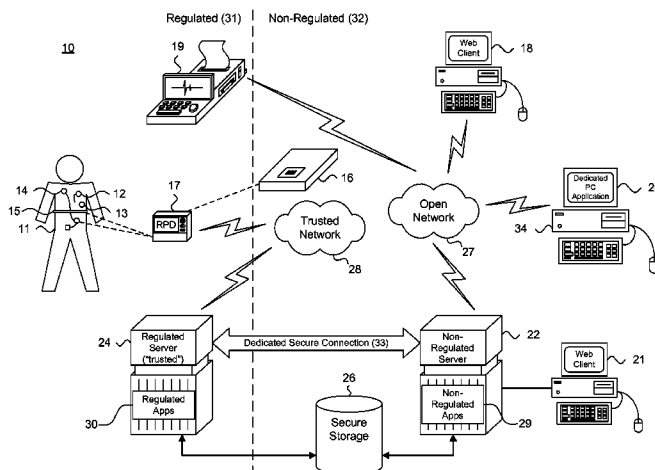 Regulated (31)
Non-Regulated (32)
10
19
Web
Client
18
14
12
17
16
Dedicated
PC
Application
2
15
13
RPD
11
Trusted
Network
28
Open
Network
27
34
24
Regulated
Server
("trusted")
Dedicated Secure Connection (33)
Non-
Regulated
Server
22
Web
Client
21
26
Regulated
Apps
30
Secure
Storage
Non-
Regulated
Apps
29